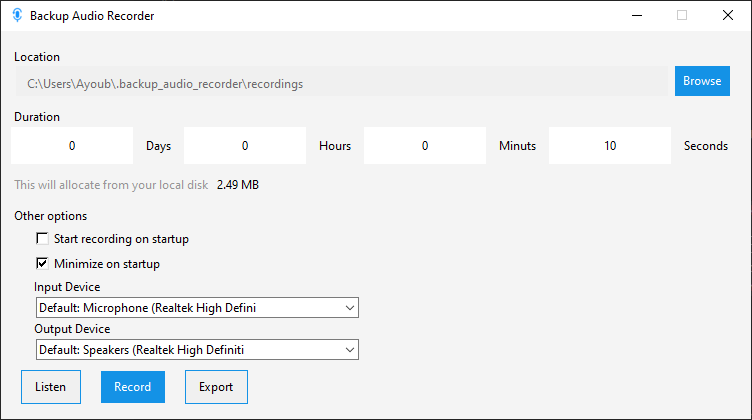 Backup Audio Recorder
Location
C:\Users\Ayoub\.backup_audio_recorder\recordings Browse
Duration
0 Days 0 Hours 0 Minuts 10 Seconds
This will allocate from your local disk 2.49 MB
Other options
Start recording on startup
Minimize on startup
Input Device
Default: Microphone (Realtek High Defini
Output Device
Default: Speakers (Realtek High Definiti
Listen Record Export